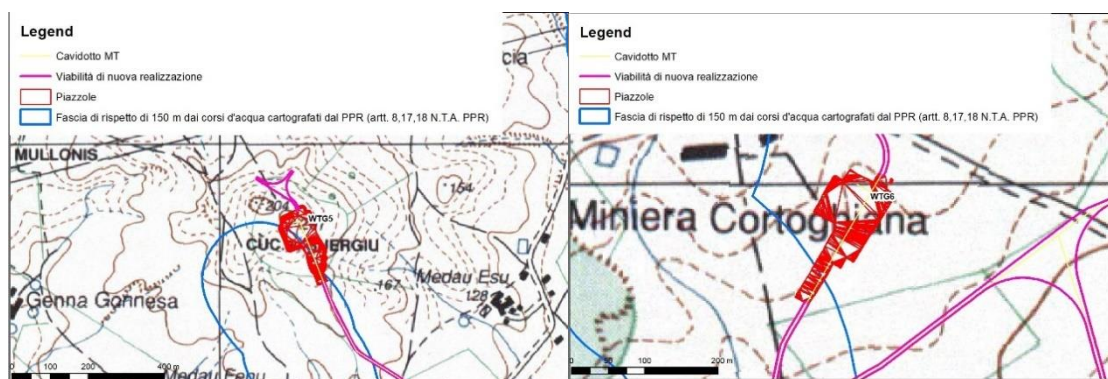 Legend
Cavidotto MT
Viabilità di nuova realizzazione
Piazzole
Fascia di rispetto di 150 m dai corsi d'acqua cartografati dal PPR (artt. 8,17,18 N.T.A. PPR)
cia
MULLONIS
204
154
WTG5
167
Medau Esu
128
Genna Gonnesa
0 100 200 400 m
Legend
Cavidotto MT
Viabilità di nuova realizzazione
Piazzole
Fascia di rispetto di 150 m dai corsi d'acqua cartografati dal PPR (artt. 8,17,18 N.T.A. PPR)
WTG6
Miniera Cortoghiana
0 50 100 200 m